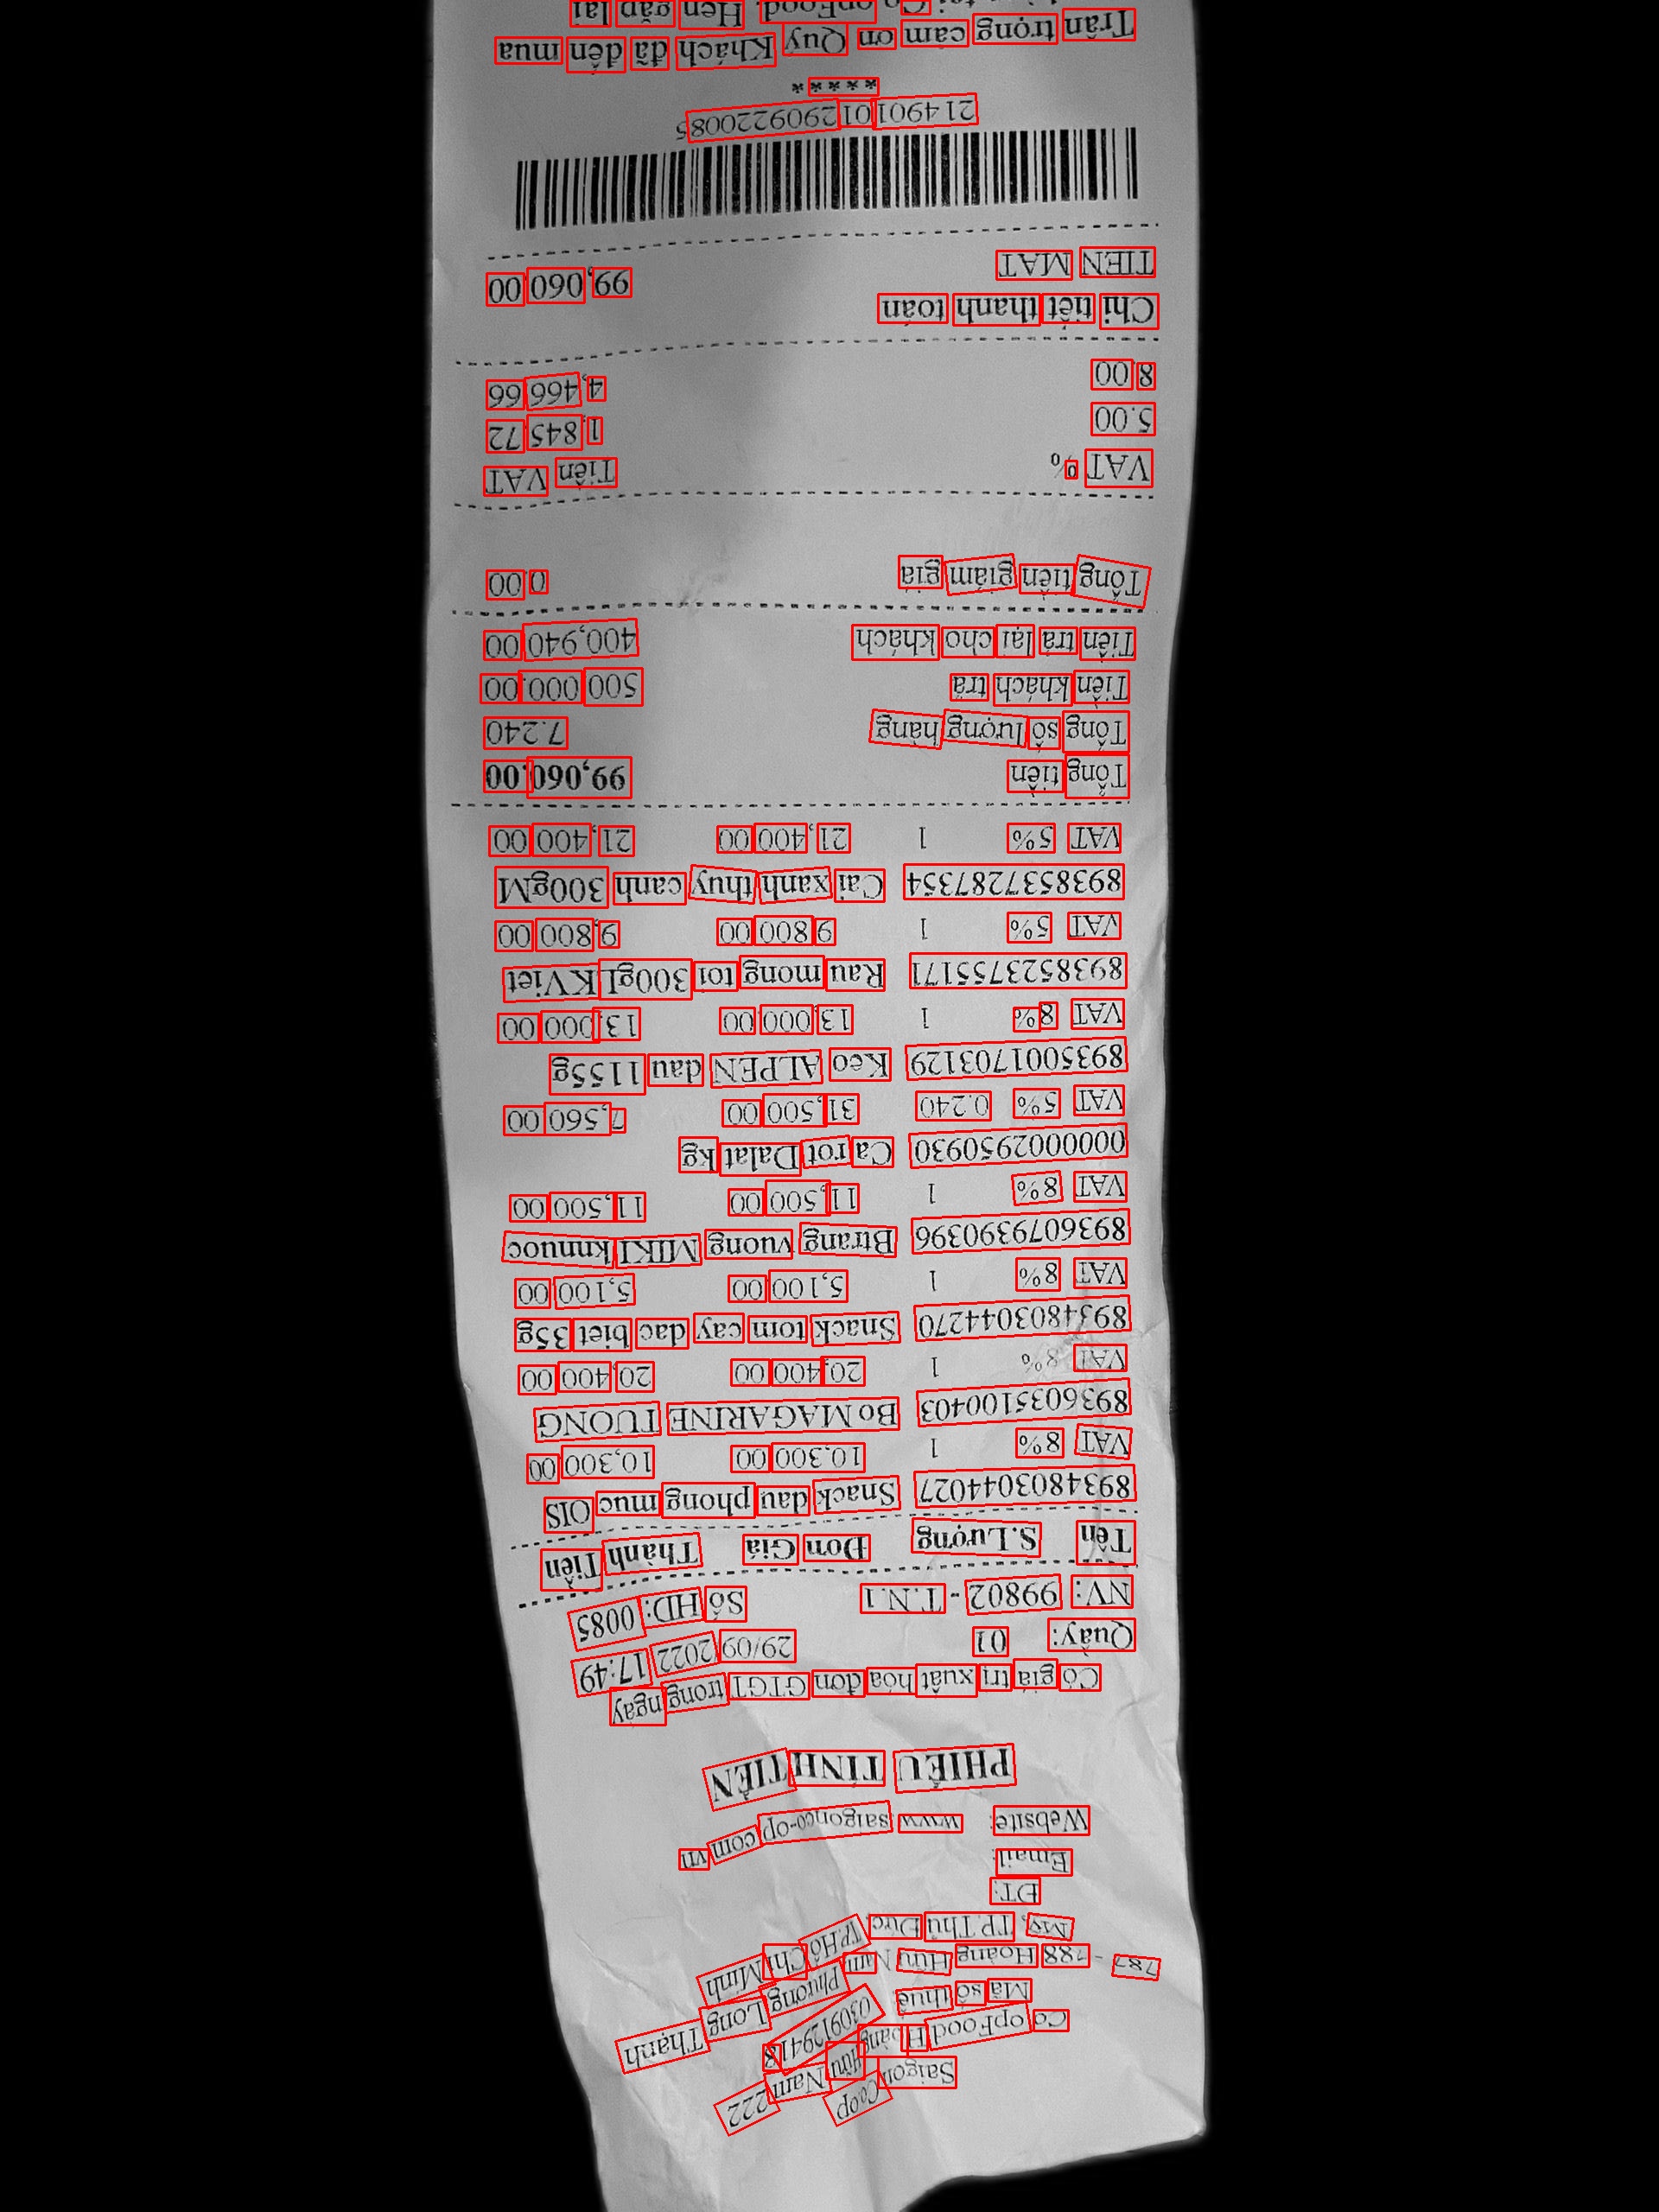 Saigon Co.op
Co.opFood Hoàng Hữu Nam 222
Mã số thuế 0309129418
787 - 788 Hoàng Hữu Nam Phường Long Thạnh
Mỹ, TP.Thủ Đức, TP.Hồ Chí Minh
ĐT:
Email:
Website: www.saigonco-op.com.vn
PHIẾU TÍNH TIỀN
Có giá trị xuất hóa đơn GTGT trong ngày
Quầy: 01 29/09/2022 17:49
NV: 99802 - T.N.1 Số HD: 0085
Tên S.Lượng Đơn Giá Thành Tiền
8934803044027 Snack dau phong muc OIS
VAT 8% 1 10,300.00 10,300.00
8936035100403 Bo MAGARINE TUONG
VAT 8% 1 20,400.00 20,400.00
8934803044270 Snack tom cay dac biet 35g
VAT 8% 1 5,100.00 5,100.00
8936079390396 Btrang vuong MIKI knnuoc
VAT 8% 1 11,500.00 11,500.00
0000002950930 Ca rot Dalat kg
VAT 5% 0.240 31,500.00 7,560.00
8935001703129 Keo ALPEN dau 1155g
VAT 8% 1 13,000.00 13,000.00
8938523755171 Rau mong toi 300gLKViet
VAT 5% 1 9,800.00 9,800.00
8938537287354 Cai xanh thuy canh 300gM
VAT 5% 1 21,400.00 21,400.00
Tổng tiền 99,060.00
Tổng số lượng hàng 7.240
Tiền khách trả 500,000.00
Tiền trả lại cho khách 400,940.00
Tổng tiền giảm giá 0.00
VAT % Tiền VAT
5.00 1,845.72
8.00 4,466.66
Chi tiết thanh toán
TIEN MAT 99,060.00
214901012909220085
******
Trân trọng cảm ơn Quý Khách đã đến mua
Co.opFood. Hẹn gặp lại